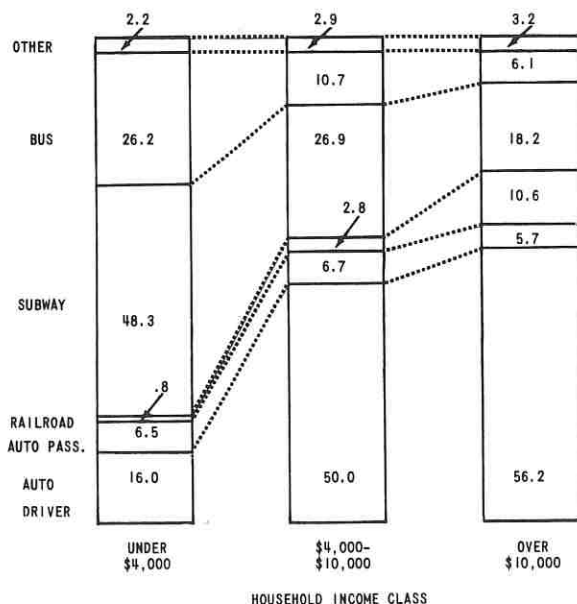 2.2 2.9 3.2
OTHER
6.1
10.7
BUS 26.2 26.9 18.2
2.8 10.6
6.7 5.7
SUBWAY
48.3
.8
RAILROAD
6.5
AUTO PASS.
AUTO 16.0 50.0 56.2
DRIVER
UNDER $4,000- OVER
$4,000 $10,000 $10,000
HOUSEHOLD INCOME CLASS